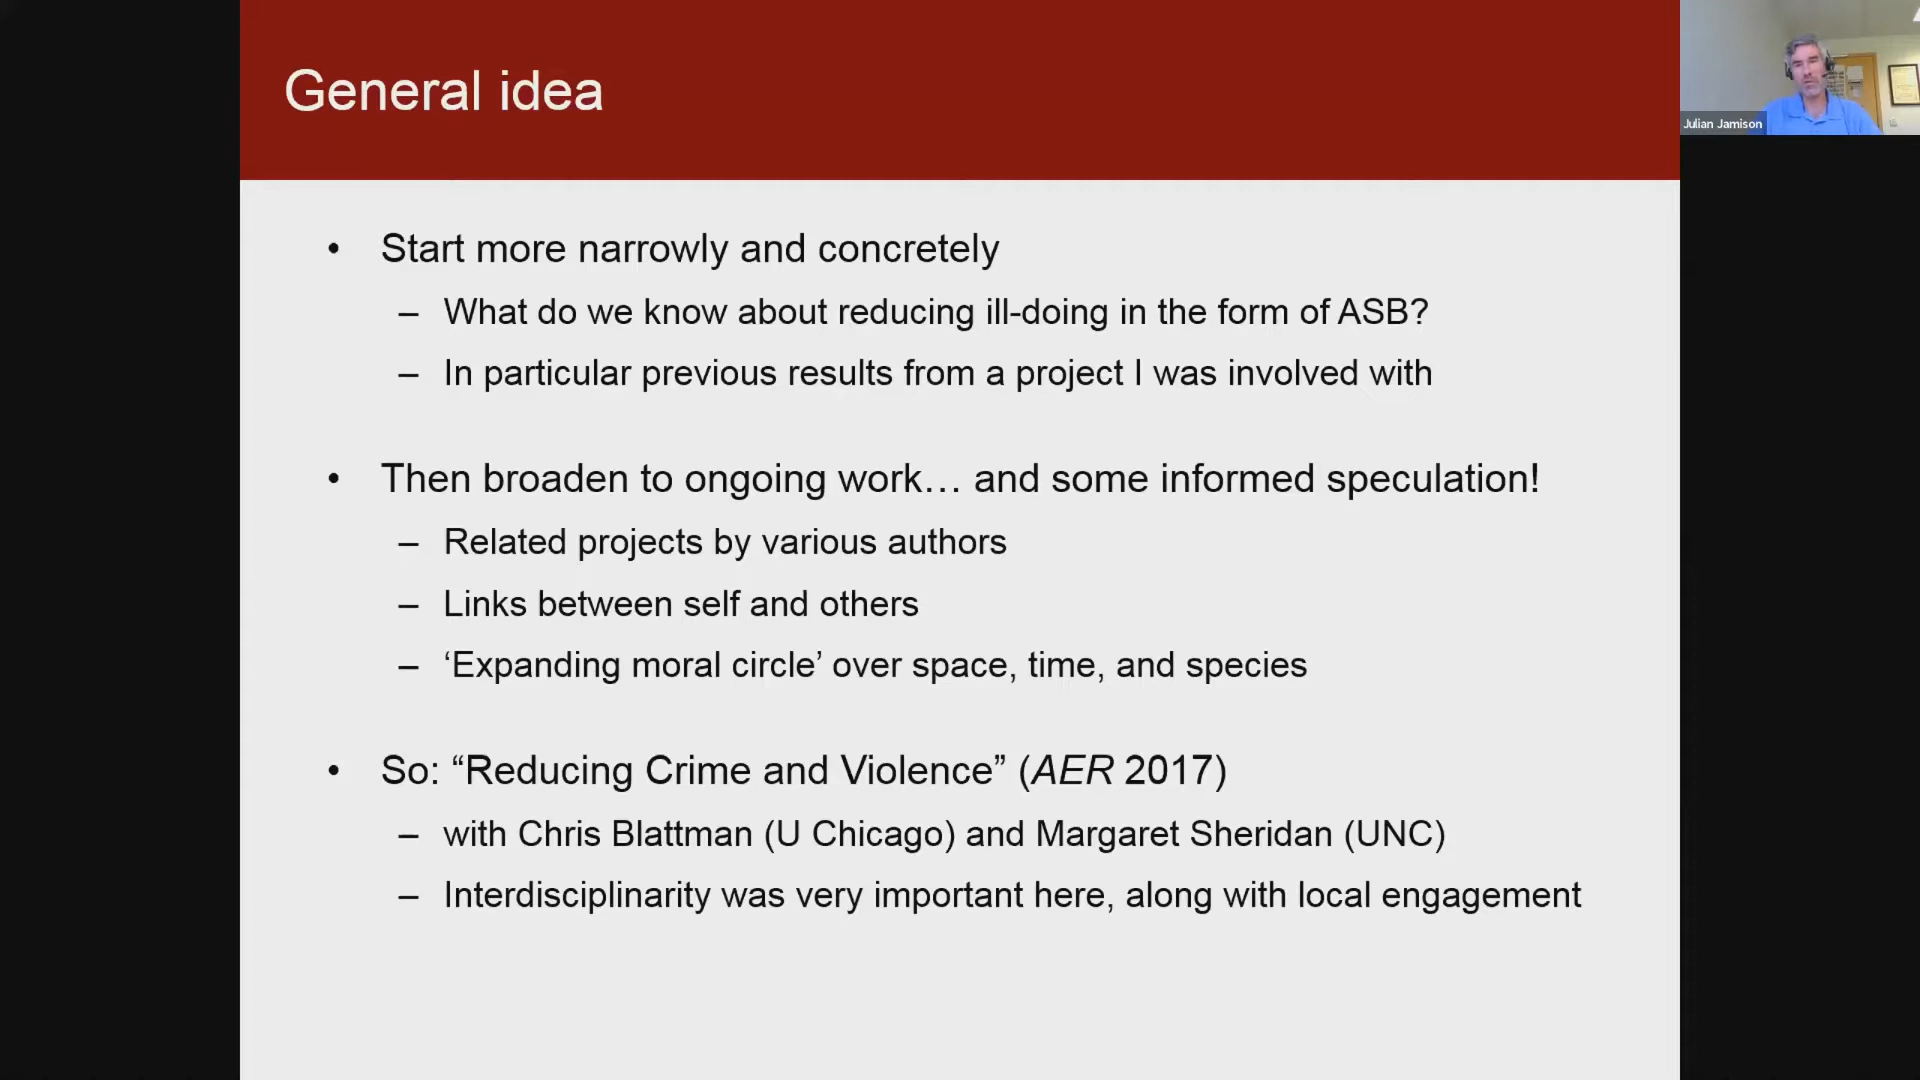 General idea
Julian Jamison
• Start more narrowly and concretely
– What do we know about reducing ill-doing in the form of ASB?
– In particular previous results from a project I was involved with
• Then broaden to ongoing work… and some informed speculation!
– Related projects by various authors
– Links between self and others
– ‘Expanding moral circle’ over space, time, and species
• So: “Reducing Crime and Violence” (AER 2017)
– with Chris Blattman (U Chicago) and Margaret Sheridan (UNC)
– Interdisciplinarity was very important here, along with local engagement